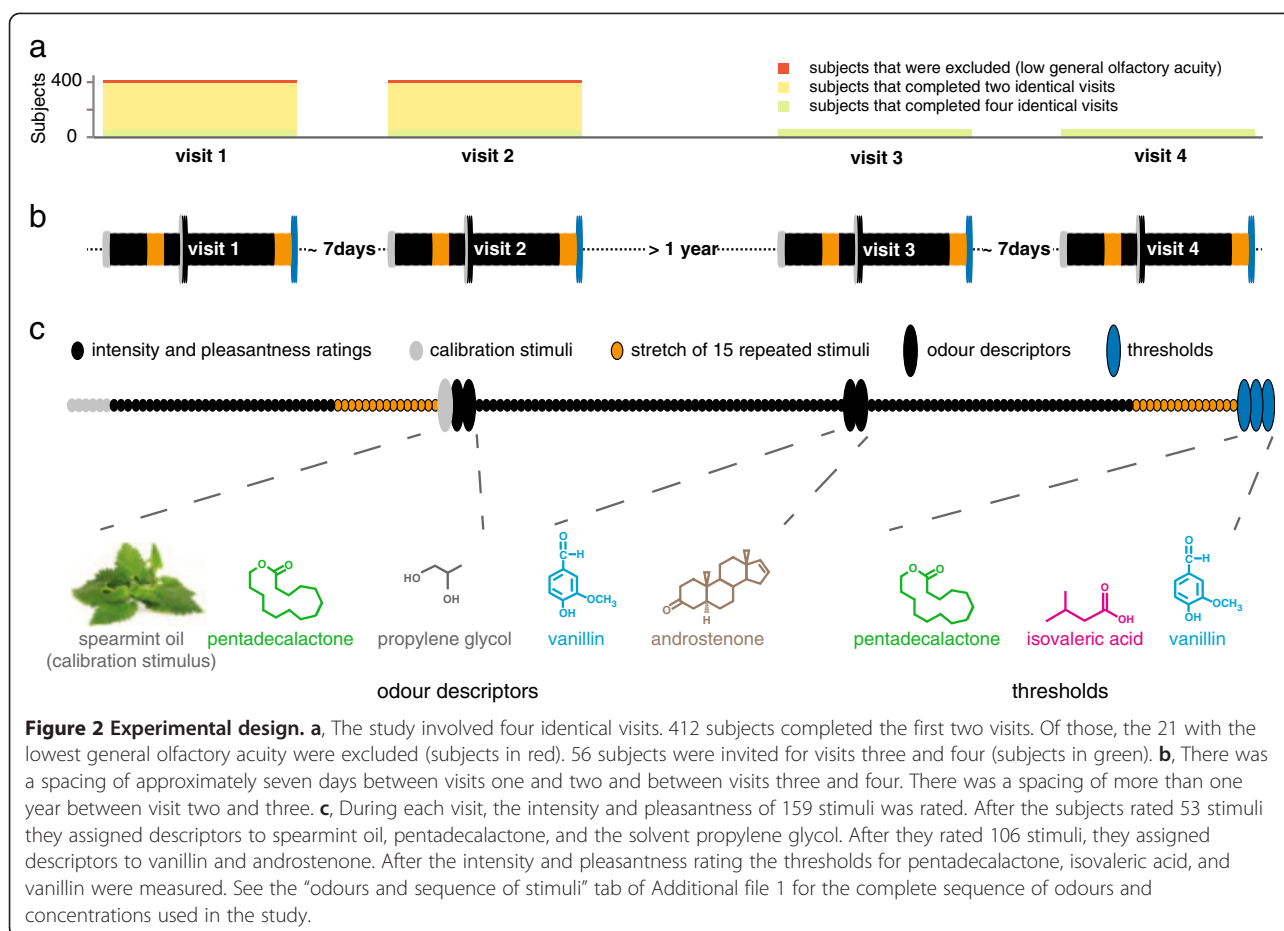 a
400
0
Subjects
subjects that were excluded (low general olfactory acuity)
subjects that completed two identical visits
subjects that completed four identical visits
visit 1
visit 2
visit 3
visit 4
b
visit 1
~ 7days
visit 2
> 1 year
visit 3
~ 7days
visit 4
c
intensity and pleasantness ratings
calibration stimuli
stretch of 15 repeated stimuli
odour descriptors
thresholds
O
O
HO
OH
O
H
OCH₃
OH
O
H
O
O
O
OH
O
H
OCH₃
OH
spearmint oil
(calibration stimulus)
pentadecalactone
propylene glycol
vanillin
androstenone
pentadecalactone
isovaleric acid
vanillin
odour descriptors
thresholds
Figure 2 Experimental design. a, The study involved four identical visits. 412 subjects completed the first two visits. Of those, the 21 with the
lowest general olfactory acuity were excluded (subjects in red). 56 subjects were invited for visits three and four (subjects in green). b, There was
a spacing of approximately seven days between visits one and two and between visits three and four. There was a spacing of more than one
year between visit two and three. c, During each visit, the intensity and pleasantness of 159 stimuli was rated. After the subjects rated 53 stimuli
they assigned descriptors to spearmint oil, pentadecalactone, and the solvent propylene glycol. After they rated 106 stimuli, they assigned
descriptors to vanillin and androstenone. After the intensity and pleasantness rating the thresholds for pentadecalactone, isovaleric acid, and
vanillin were measured. See the “odours and sequence of stimuli” tab of Additional file 1 for the complete sequence of odours and
concentrations used in the study.